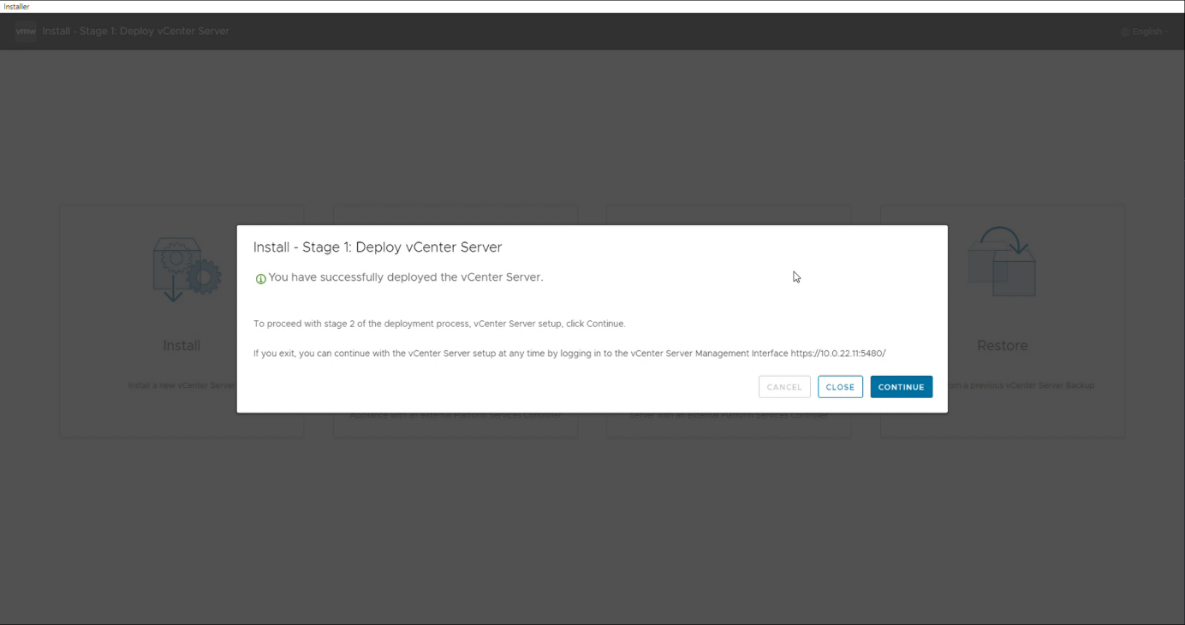 Installer
vmw Install - Stage 1: Deploy vCenter Server
English
Install - Stage 1: Deploy vCenter Server
You have successfully deployed the vCenter Server.
To proceed with stage 2 of the deployment process, vCenter Server setup, click Continue.
If you exit, you can continue with the vCenter Server setup at any time by logging in to the vCenter Server Management Interface https://10.0.22.11:5480/
CANCEL CLOSE CONTINUE
Install
Restore
Install a new vCenter Server
a previous vCenter Server Backup